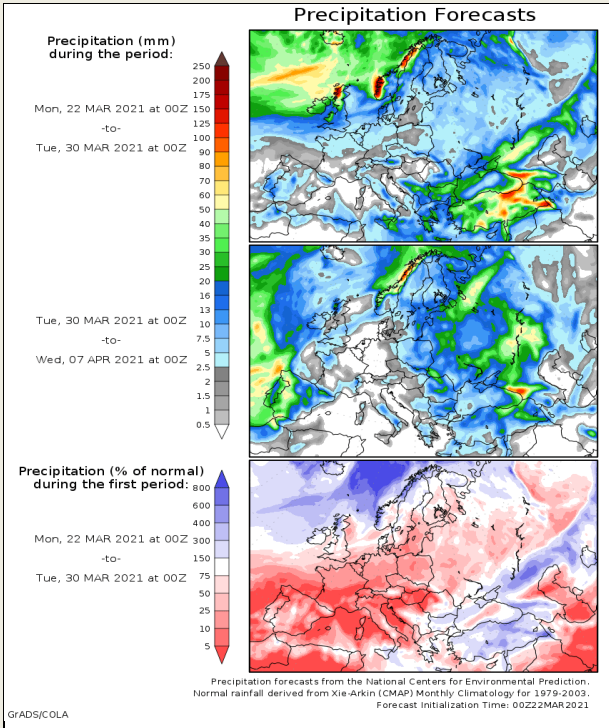 Precipitation Forecasts
Precipitation (mm)
during the period:
Mon, 22 MAR 2021 at 00Z
-to-
Tue, 30 MAR 2021 at 00Z
250
200
175
150
125
100
90
80
70
60
50
40
35
30
25
20
16
13
10
7.5
5
2.5
2
1.5
1
0.5
Tue, 30 MAR 2021 at 00Z
-to-
Wed, 07 APR 2021 at 00Z
Precipitation (% of normal)
during the first period:
Mon, 22 MAR 2021 at 00Z
-to-
Tue, 30 MAR 2021 at 00Z
800
600
400
300
150
75
50
25
10
5
Precipitation forecasts from the National Centers for Environmental Prediction.
Normal rainfall derived from Xie-Arkin (CMAP) Monthly Climatology for 1979-2003.
Forecast Initialization Time: 00Z22MAR2021
GrADS/COLA